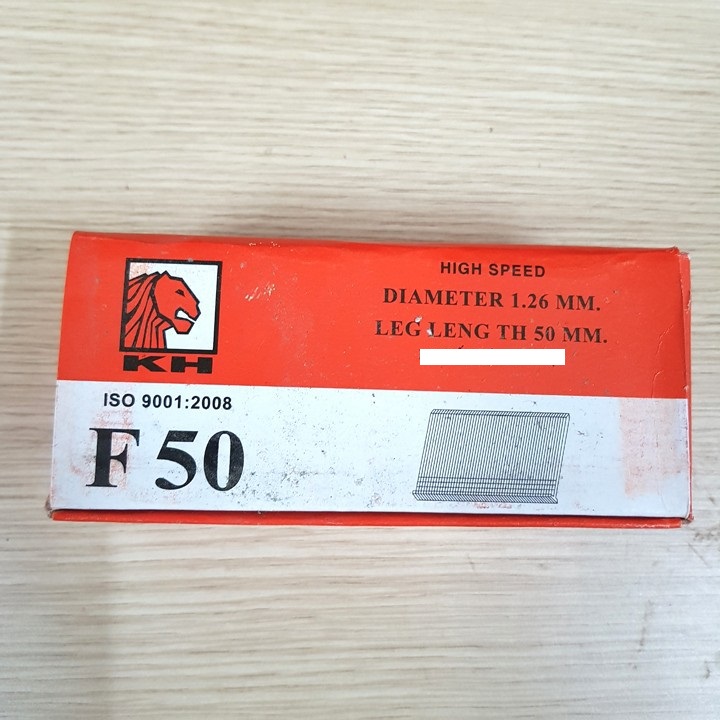 KH
HIGH SPEED
DIAMETER 1.26 MM.
LEG LENG TH 50 MM.
ISO 9001:2008
F 50